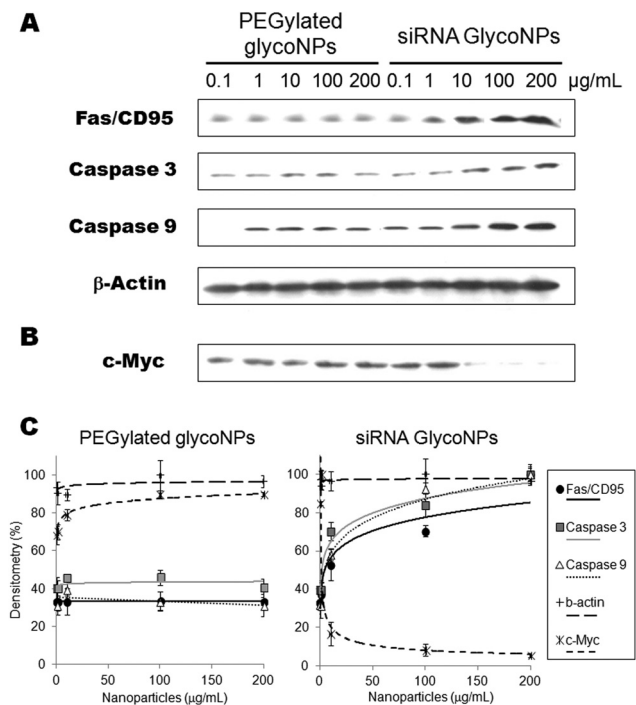 A
PEGylated glycoNPs
siRNA GlycoNPs
0.1 1 10 100 200 0.1 1 10 100 200 µg/mL
Fas/CD95
Caspase 3
Caspase 9
β-Actin
B
c-Myc
C
PEGylated glycoNPs
siRNA GlycoNPs
Densitometry (%)
100
80
60
40
20
0
0 50 100 150 200
Nanoparticles (µg/mL)
100
80
60
40
20
0
0 50 100 150 200
Nanoparticles (µg/mL)
Fas/CD95
Caspase 3
Caspase 9
b-actin
c-Myc